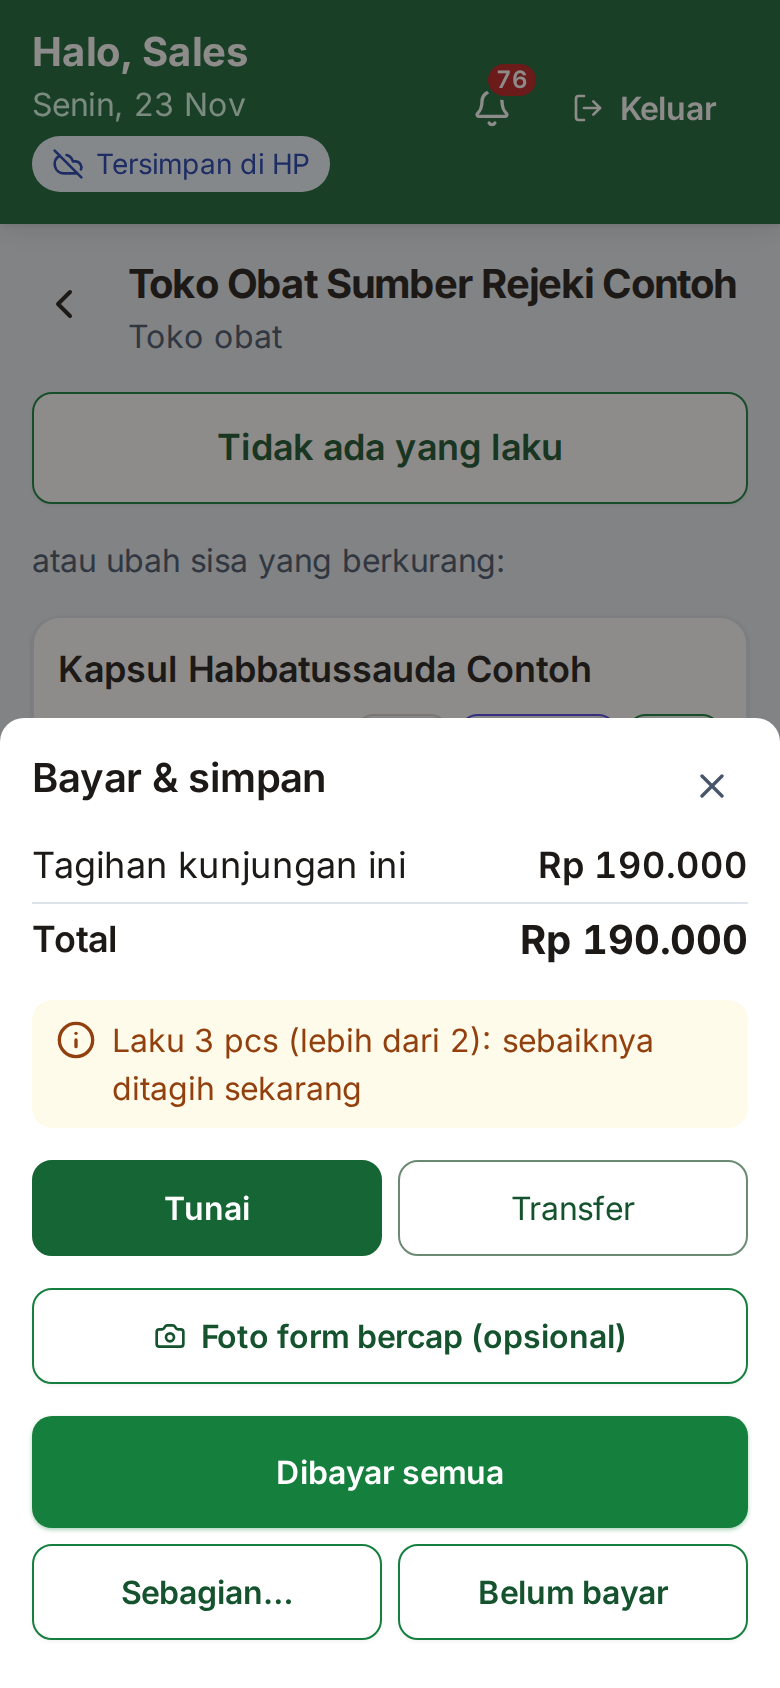 Halo, Sales
Senin, 23 Nov
76
Keluar
Tersimpan di HP
Toko Obat Sumber Rejeki Contoh
Toko obat
Tidak ada yang laku
atau ubah sisa yang berkurang:
Kapsul Habbatussauda Contoh
Bayar & simpan
Tagihan kunjungan ini Rp 190.000
Total Rp 190.000
Laku 3 pcs (lebih dari 2): sebaiknya
ditagih sekarang
Tunai Transfer
Foto form bercap (opsional)
Dibayar semua
Sebagian... Belum bayar